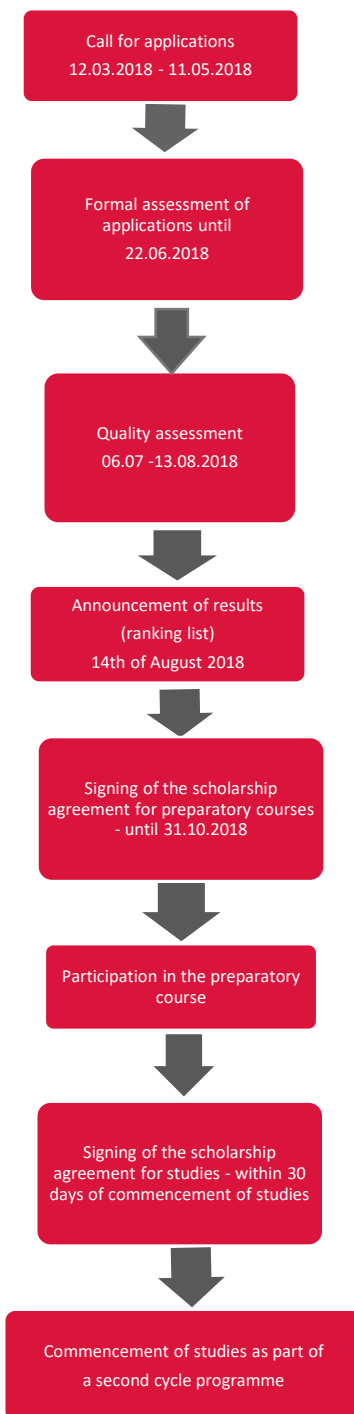 Call for applications
12.03.2018 - 11.05.2018
Formal assessment of
applications until
22.06.2018
Quality assessment
06.07 -13.08.2018
Announcement of results
(ranking list)
14th of August 2018
Signing of the scholarship
agreement for preparatory courses
- until 31.10.2018
Participation in the preparatory
course
Signing of the scholarship
agreement for studies - within 30
days of commencement of studies
Commencement of studies as part of
a second cycle programme